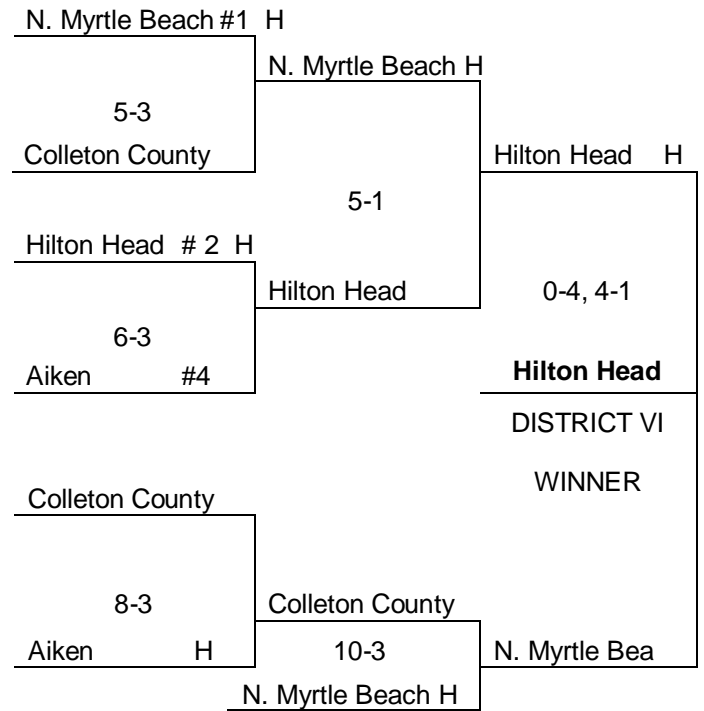 N. Myrtle Beach #1 H
N. Myrtle Beach H
5-3
Colleton County
Hilton Head H
5-1
Hilton Head # 2 H
Hilton Head
0-4, 4-1
6-3
Aiken #4
Hilton Head
DISTRICT VI
WINNER
Colleton County
8-3
Colleton County
Aiken H
10-3
N. Myrtle Bea
N. Myrtle Beach H